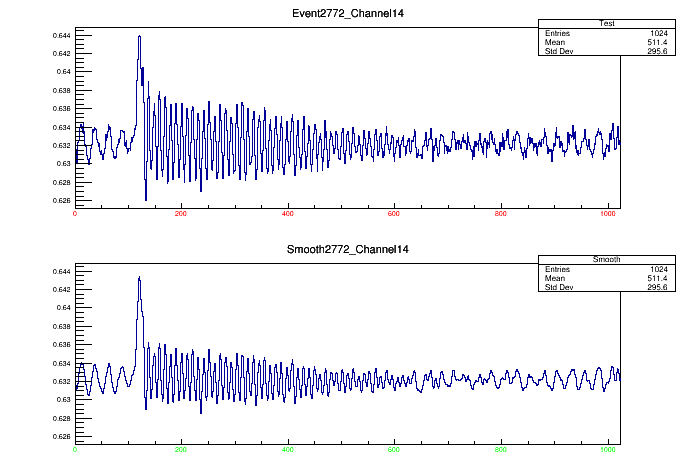 Event2772_Channel14
Test
Entries 1024
Mean 511.4
Std Dev 295.6
0.644
0.642
0.64
0.638
0.636
0.634
0.632
0.63
0.628
0.626
0 200 400 600 800 1000
Smooth2772_Channel14
Smooth
Entries 1024
Mean 511.4
Std Dev 295.6
0.644
0.642
0.64
0.638
0.636
0.634
0.632
0.63
0.628
0.626
0 200 400 600 800 1000